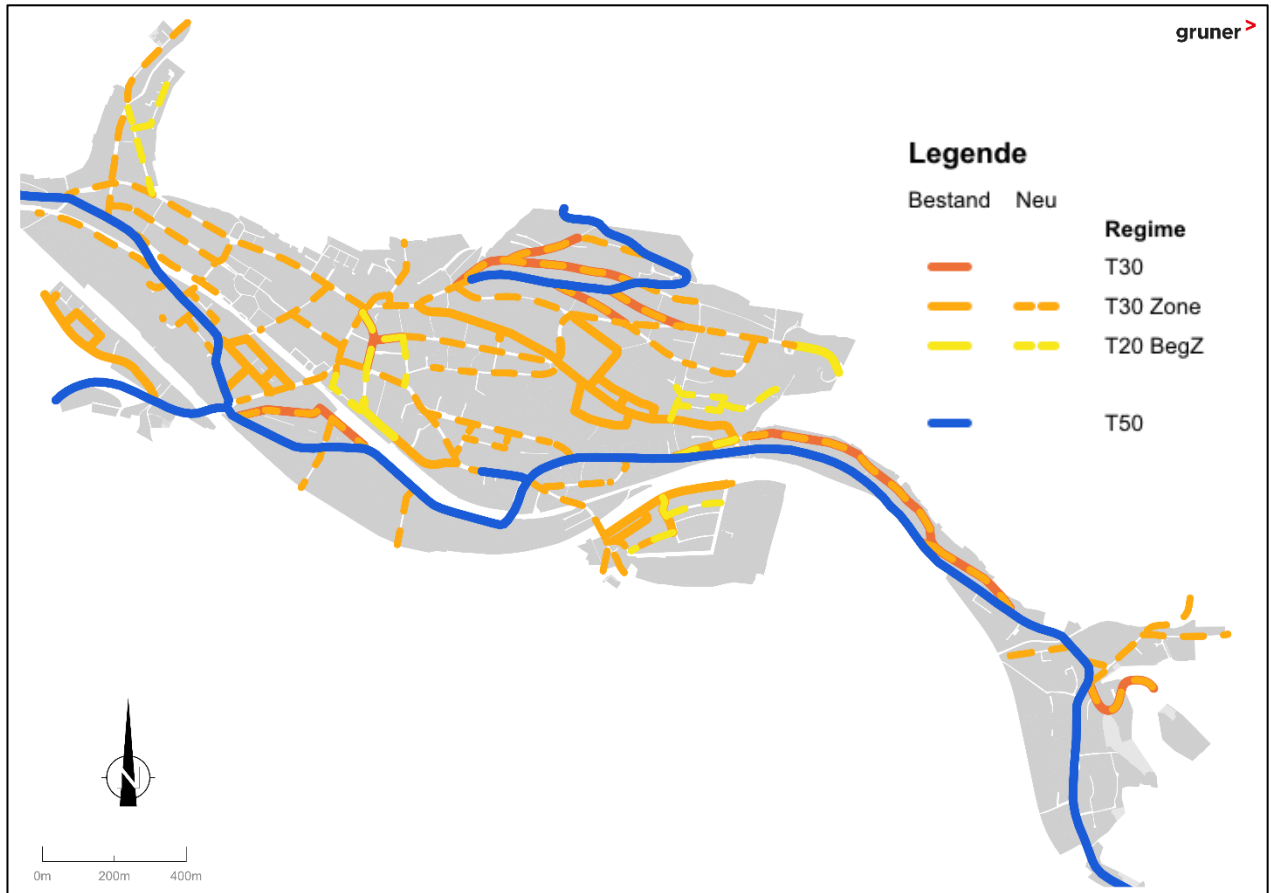 gruner >
Legende
Bestand Neu
Regime
T30
T30 Zone
T20 BegZ
T50
N
0m 200m 400m